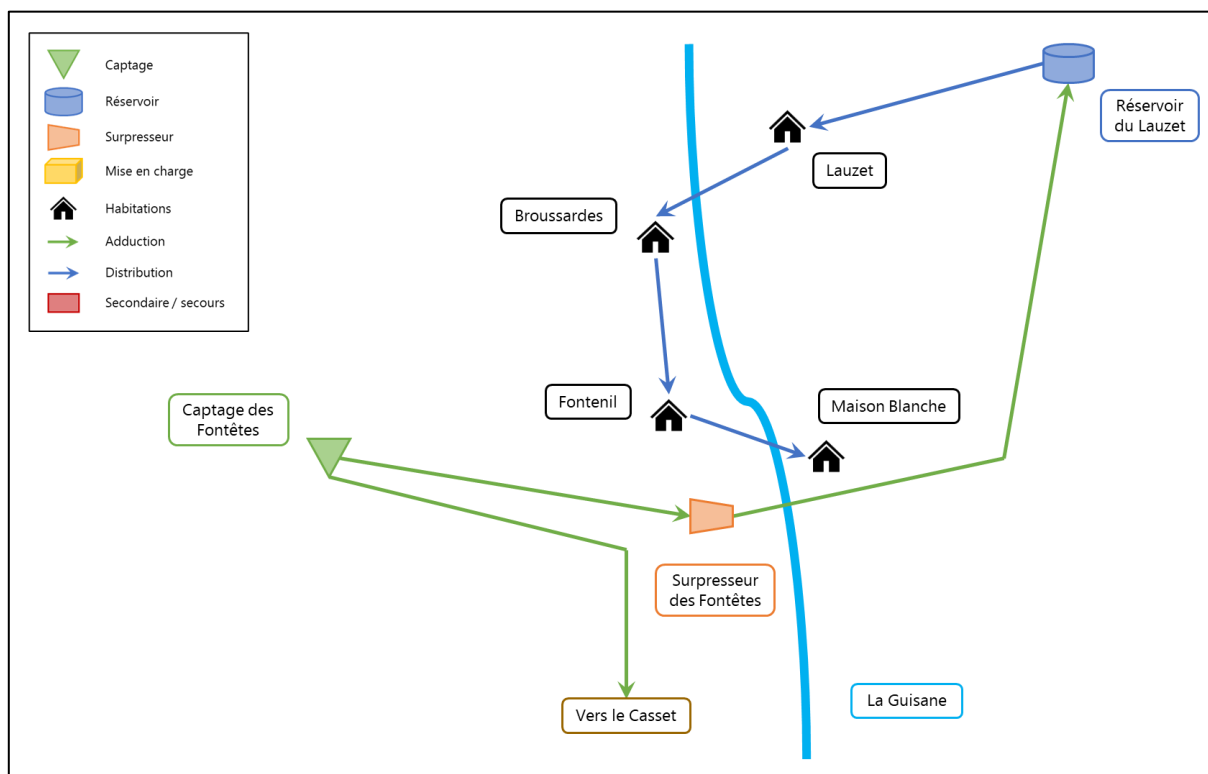 Captage
Réservoir
Surpresseur
Mise en charge
Habitations
Adduction
Distribution
Secondaire / secours
Réservoir
du Lauzet
Lauzet
Broussardes
Fontenil
Maison Blanche
Captage des
Fontêtes
Surpresseur
des Fontêtes
Vers le Casset
La Guisane